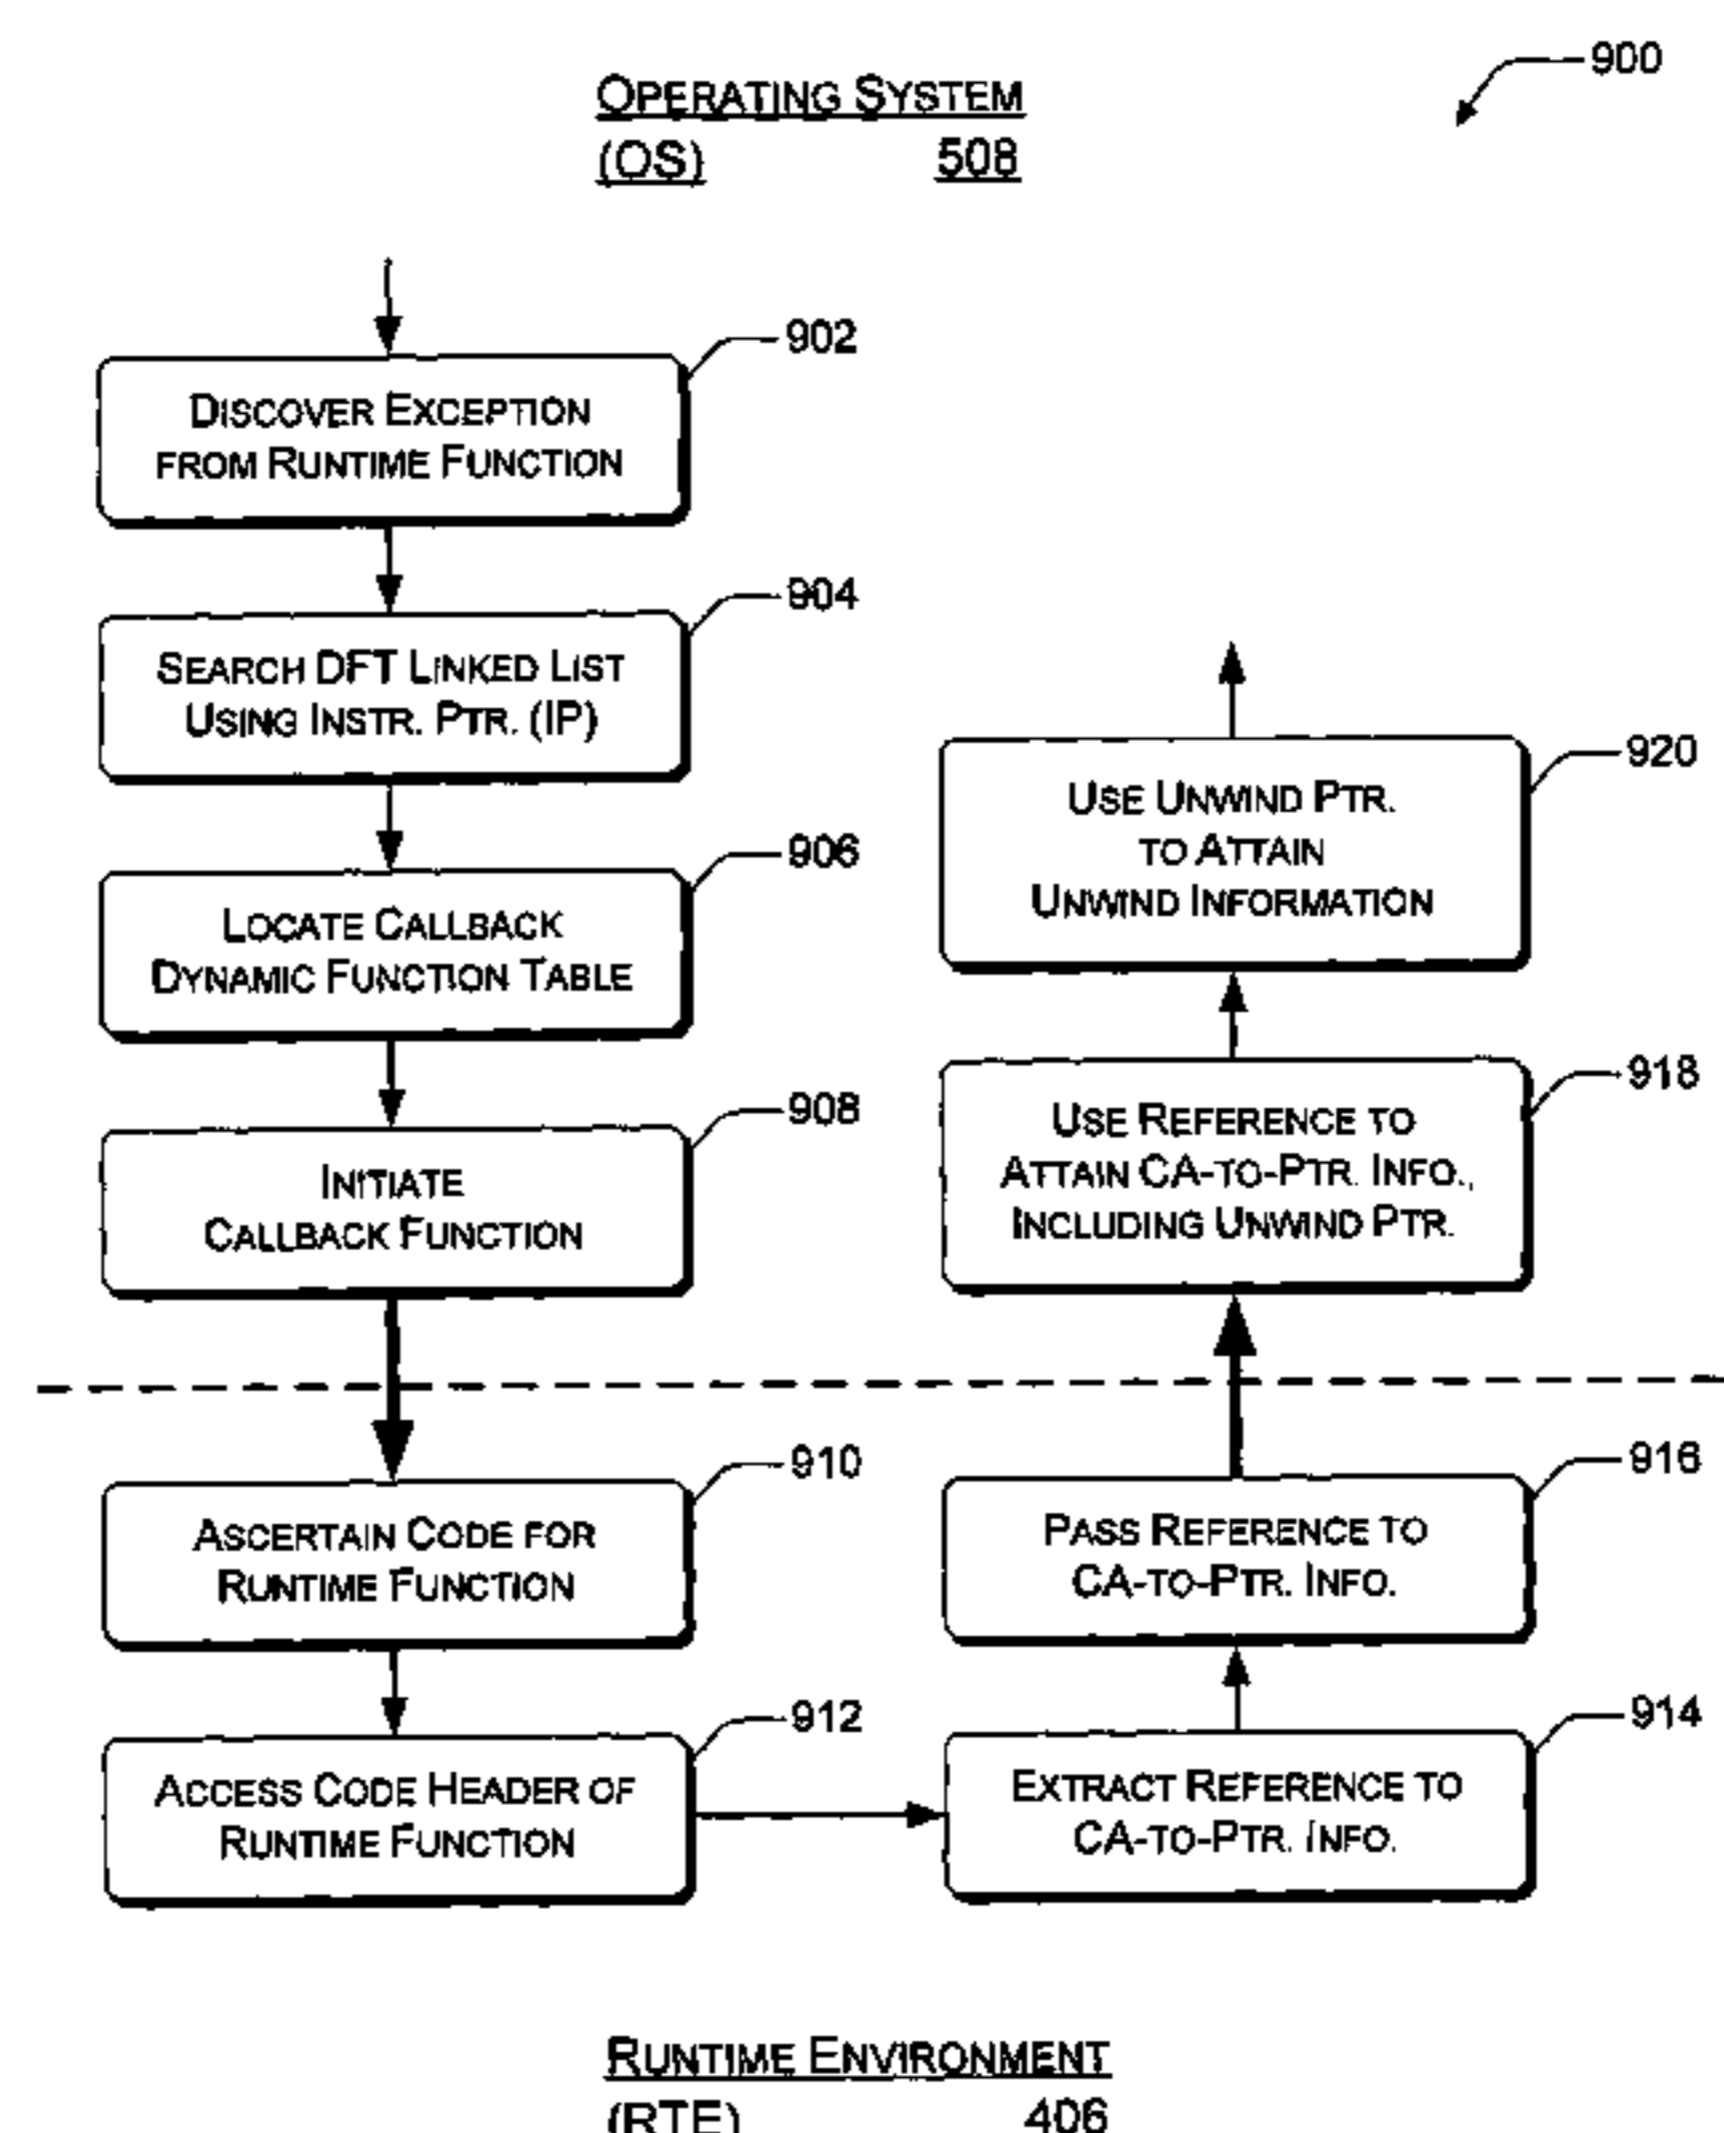 900
OPERATING SYSTEM
(OS) 508
902
DISCOVER EXCEPTION
FROM RUNTIME FUNCTION
904
SEARCH DFT LINKED LIST
USING INSTR. PTR. (IP)
906
LOCATE CALLBACK
DYNAMIC FUNCTION TABLE
908
INITIATE
CALLBACK FUNCTION
910
ASCERTAIN CODE FOR
RUNTIME FUNCTION
912
ACCESS CODE HEADER OF
RUNTIME FUNCTION
914
EXTRACT REFERENCE TO
CA-TO-PTR. INFO.
916
PASS REFERENCE TO
CA-TO-PTR. INFO.
918
USE REFERENCE TO
ATTAIN CA-TO-PTR. INFO.,
INCLUDING UNWIND PTR.
920
USE UNWIND PTR.
TO ATTAIN
UNWIND INFORMATION
RUNTIME ENVIRONMENT
(RTE) 406